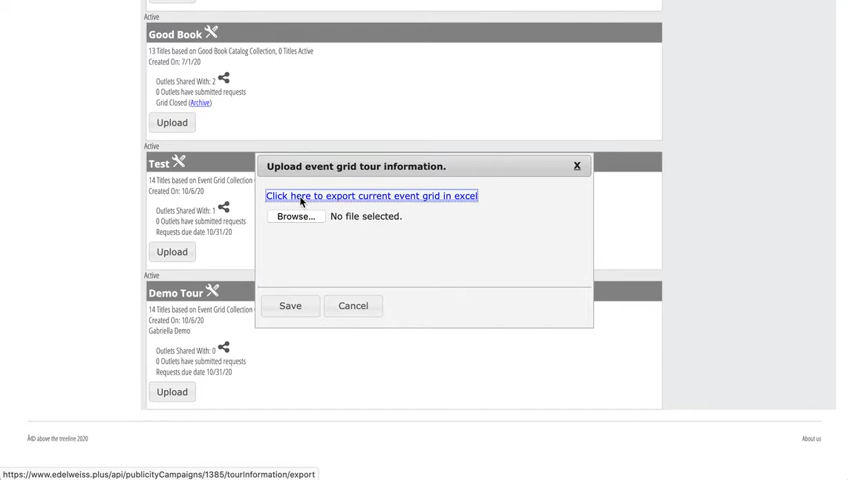 Active
Good Book
13 Titles based on Good Book Catalog Collection, 0 Titles Active
Created On: 7/1/20
Outlets Shared With: 2
0 Outlets have submitted requests
Grid Closed (Archive)
Upload
Active
Test
14 Titles based on Event Grid Collection
Created On: 10/6/20
Outlets Shared With: 1
0 Outlets have submitted requests
Requests due date 10/31/20
Upload
Upload event grid tour information.
X
Click here to export current event grid in excel
Browse... No file selected.
Save
Cancel
Active
Demo Tour
14 Titles based on Event Grid Collection
Created On: 10/6/20
Gabriella Demo
Outlets Shared With: 0
0 Outlets have submitted requests
Requests due date 10/31/20
Upload
Â© above the treeline 2020
About us
https://www.edelweiss.plus/api/publicityCampaigns/1385/tourInformation/export